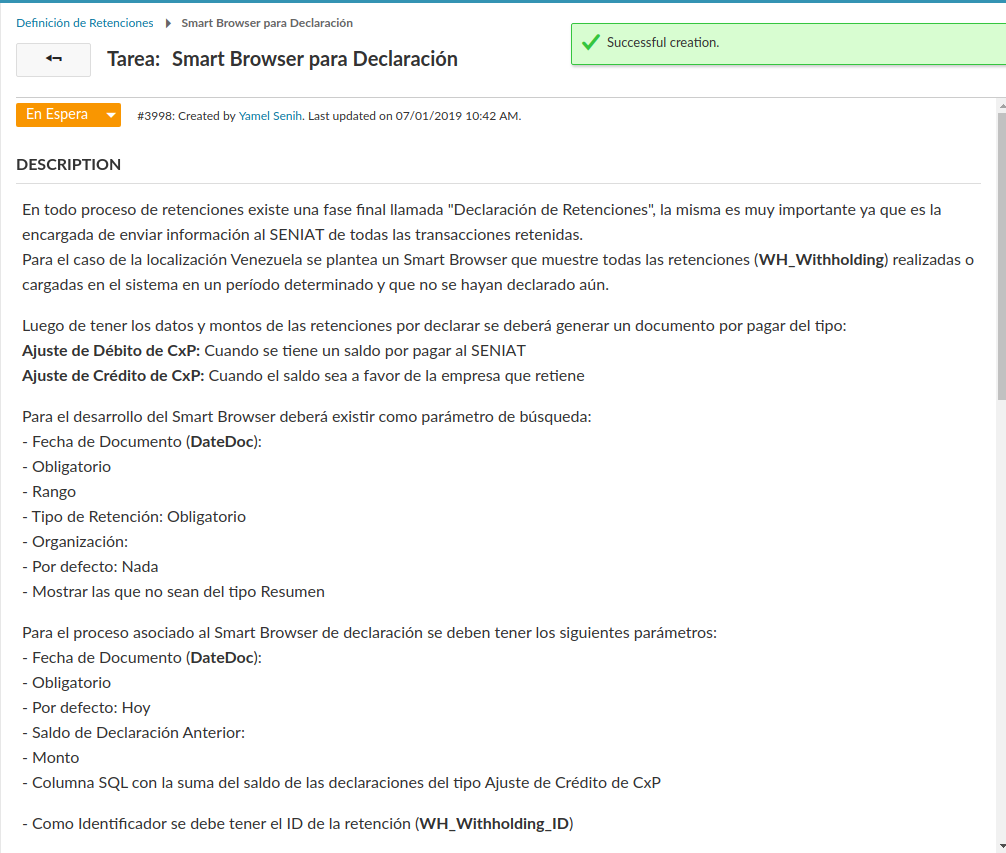 Definición de Retenciones Smart Browser para Declaración
Successful creation.
Tarea: Smart Browser para Declaración
En Espera #3998: Created by Yamel Senih. Last updated on 07/01/2019 10:42 AM.
DESCRIPTION
En todo proceso de retenciones existe una fase final llamada "Declaración de Retenciones", la misma es muy importante ya que es la
encargada de enviar información al SENIAT de todas las transacciones retenidas.
Para el caso de la localización Venezuela se plantea un Smart Browser que muestre todas las retenciones (WH_Withholding) realizadas o
cargadas en el sistema en un período determinado y que no se hayan declarado aún.
Luego de tener los datos y montos de las retenciones por declarar se deberá generar un documento por pagar del tipo:
Ajuste de Débito de CxP: Cuando se tiene un saldo por pagar al SENIAT
Ajuste de Crédito de CxP: Cuando el saldo sea a favor de la empresa que retiene
Para el desarrollo del Smart Browser deberá existir como parámetro de búsqueda:
- Fecha de Documento (DateDoc):
- Obligatorio
- Rango
- Tipo de Retención: Obligatorio
- Organización:
- Por defecto: Nada
- Mostrar las que no sean del tipo Resumen
Para el proceso asociado al Smart Browser de declaración se deben tener los siguientes parámetros:
- Fecha de Documento (DateDoc):
- Obligatorio
- Por defecto: Hoy
- Saldo de Declaración Anterior:
- Monto
- Columna SQL con la suma del saldo de las declaraciones del tipo Ajuste de Crédito de CxP
- Como Identificador se debe tener el ID de la retención (WH_Withholding_ID)